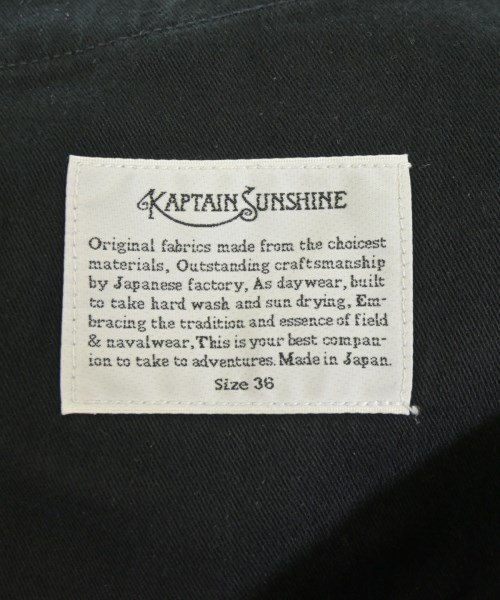 KAPTAIN SUNSHINE
Original fabrics made from the choicest
materials, Outstanding craftsmanship
by Japanese factory, As daywear, built
to take hard wash and sun drying, Em-
bracing the tradition and essence of field
& navalwear, This is your best compan-
ion to take to adventures. Made in Japan.
Size 36